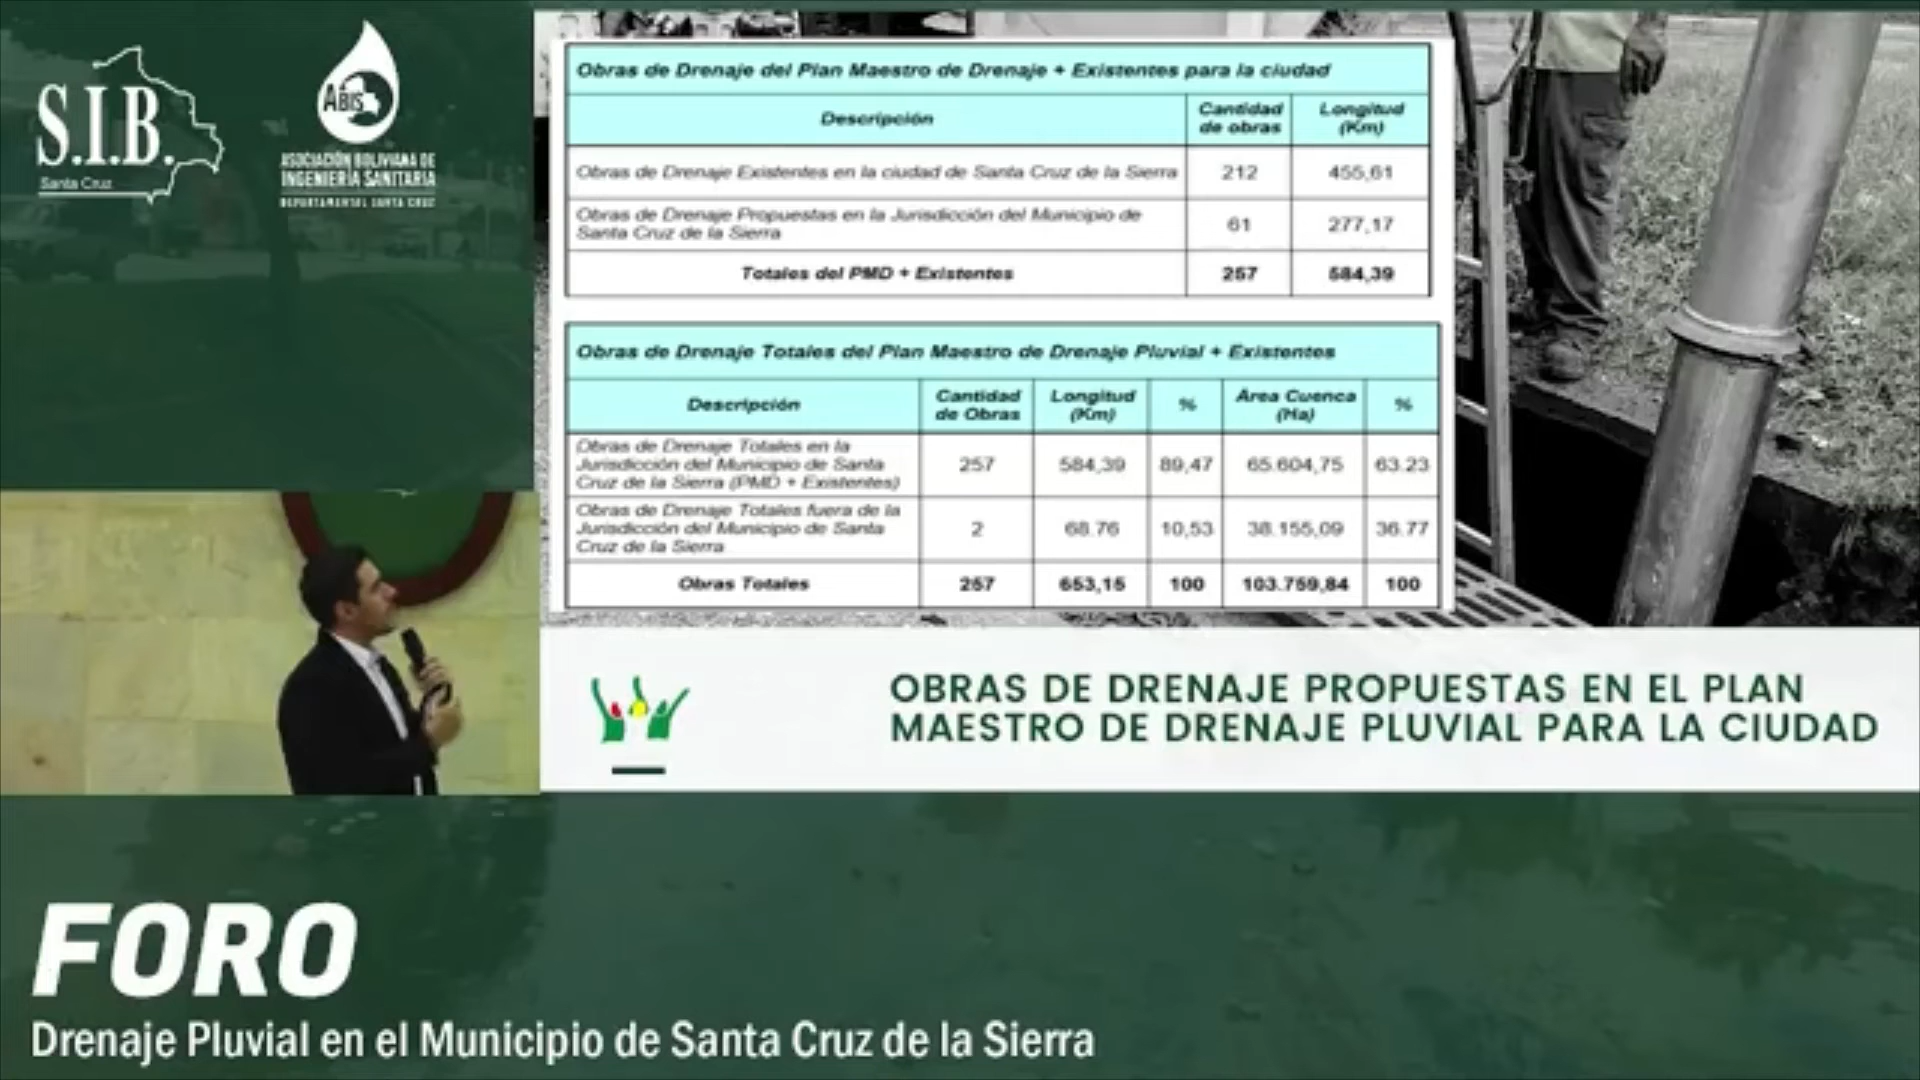 S.I.B.
Santa Cruz
ABIS
ASOCIACIÓN BOLIVIANA DE
INGENIERÍA SANITARIA
DEPARTAMENTAL SANTA CRUZ
Obras de Drenaje del Plan Maestro de Drenaje + Existentes para la ciudad
Descripción Cantidad de obras Longitud (Km)
Obras de Drenaje Existentes en la ciudad de Santa Cruz de la Sierra 212 455,61
Obras de Drenaje Propuestas en la Jurisdicción del Municipio de
Santa Cruz de la Sierra 61 277,17
Totales del PMD + Existentes 257 584,39
Obras de Drenaje Totales del Plan Maestro de Drenaje Pluvial + Existentes
Descripción Cantidad de Obras Longitud (Km) % Área Cuenca (Ha) %
Obras de Drenaje Totales en la
Jurisdicción del Municipio de Santa
Cruz de la Sierra (PMD + Existentes) 257 584,39 89,47 65.604,75 63.23
Obras de Drenaje Totales fuera de la
Jurisdicción del Municipio de Santa
Cruz de la Sierra 2 68.76 10,53 38.155,09 36.77
Obras Totales 257 653,15 100 103.759,84 100
OBRAS DE DRENAJE PROPUESTAS EN EL PLAN
MAESTRO DE DRENAJE PLUVIAL PARA LA CIUDAD
FORO
Drenaje Pluvial en el Municipio de Santa Cruz de la Sierra